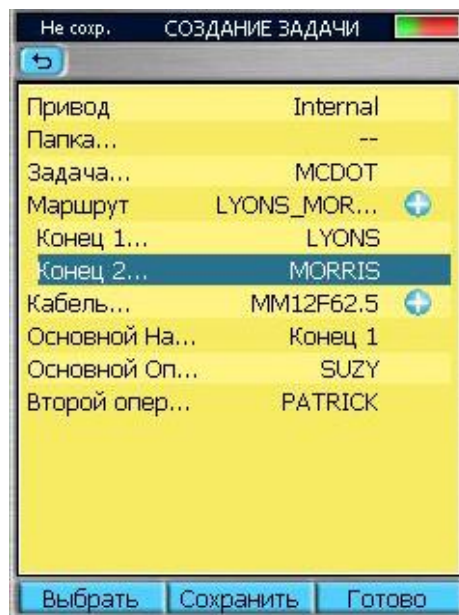 Не сохр. СОЗДАНИЕ ЗАДАЧИ
Привод Internal
Папка... --
Задача... MCDOT
Маршрут LYONS_MOR...
Конец 1... LYONS
Конец 2... MORRIS
Кабель... MM12F62.5
Основной На... Конец 1
Основной Оп... SUZY
Второй опер... PATRICK
Выбрать Сохранить Готово